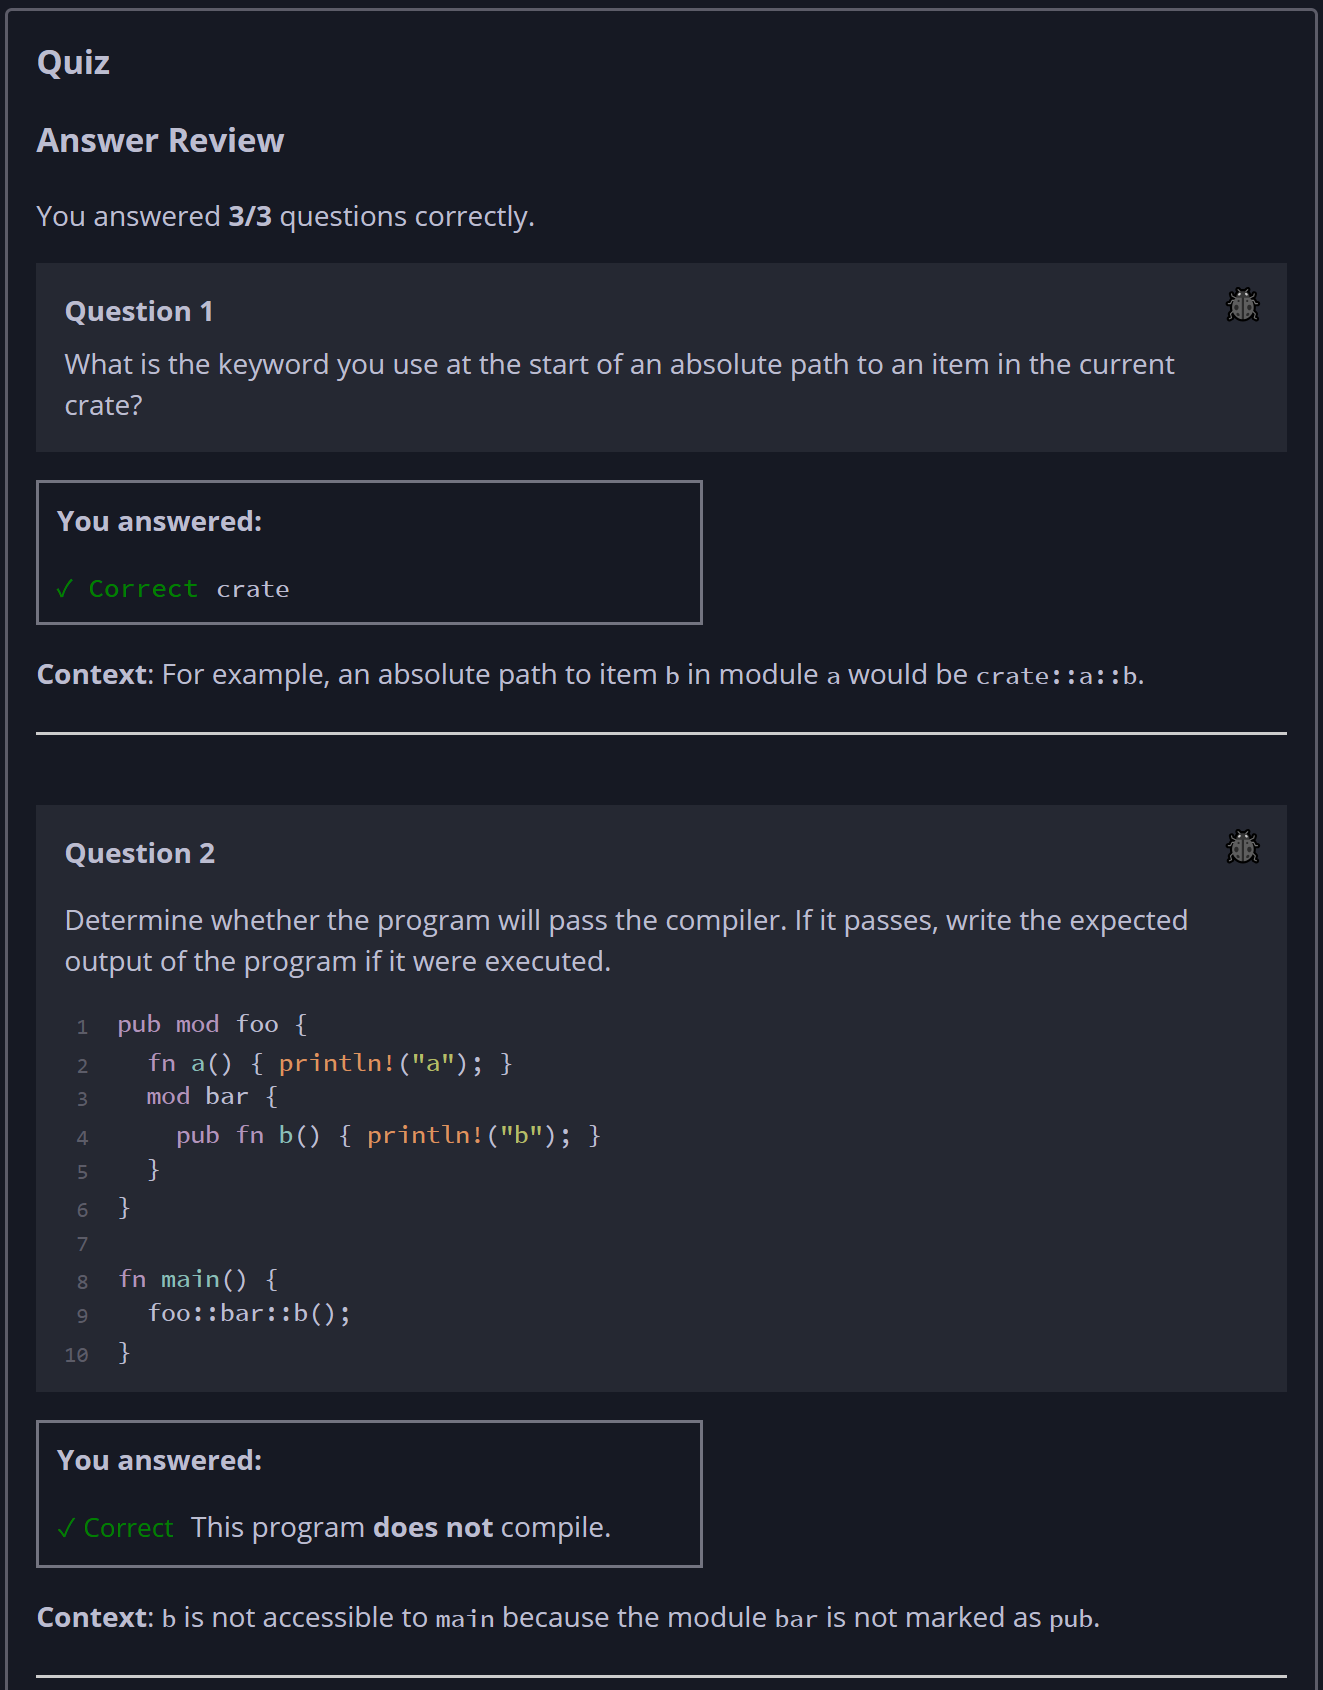 Quiz
Answer Review
You answered 3/3 questions correctly.
Question 1
What is the keyword you use at the start of an absolute path to an item in the current
crate?
You answered:
✓ Correct crate
Context: For example, an absolute path to item b in module a would be crate::a::b.
Question 2
Determine whether the program will pass the compiler. If it passes, write the expected
output of the program if it were executed.
1 pub mod foo {
2   fn a() { println!("a"); }
3   mod bar {
4     pub fn b() { println!("b"); }
5   }
6 }
7
8 fn main() {
9   foo::bar::b();
10 }
You answered:
✓ Correct This program does not compile.
Context: b is not accessible to main because the module bar is not marked as pub.